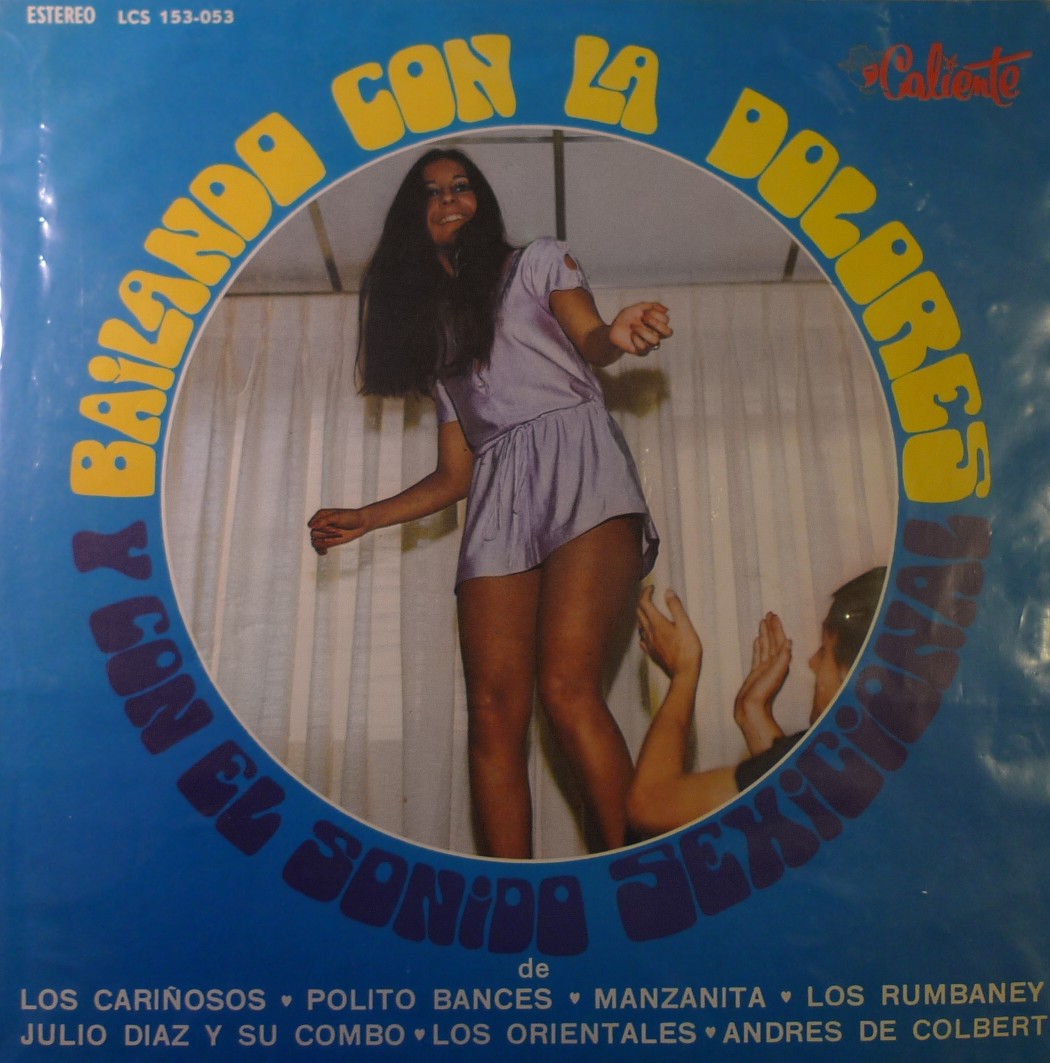 ESTEREO LCS 153-053
Caliente
BAILANDO CON LA DOLORES
Y CON EL SONIDO SEXICIONAL
de
LOS CARIÑOSOS ♥ POLITO BANCES ♥ MANZANITA ♥ LOS RUMBANEY
JULIO DIAZ Y SU COMBO ♥ LOS ORIENTALES ♥ ANDRES DE COLBERT